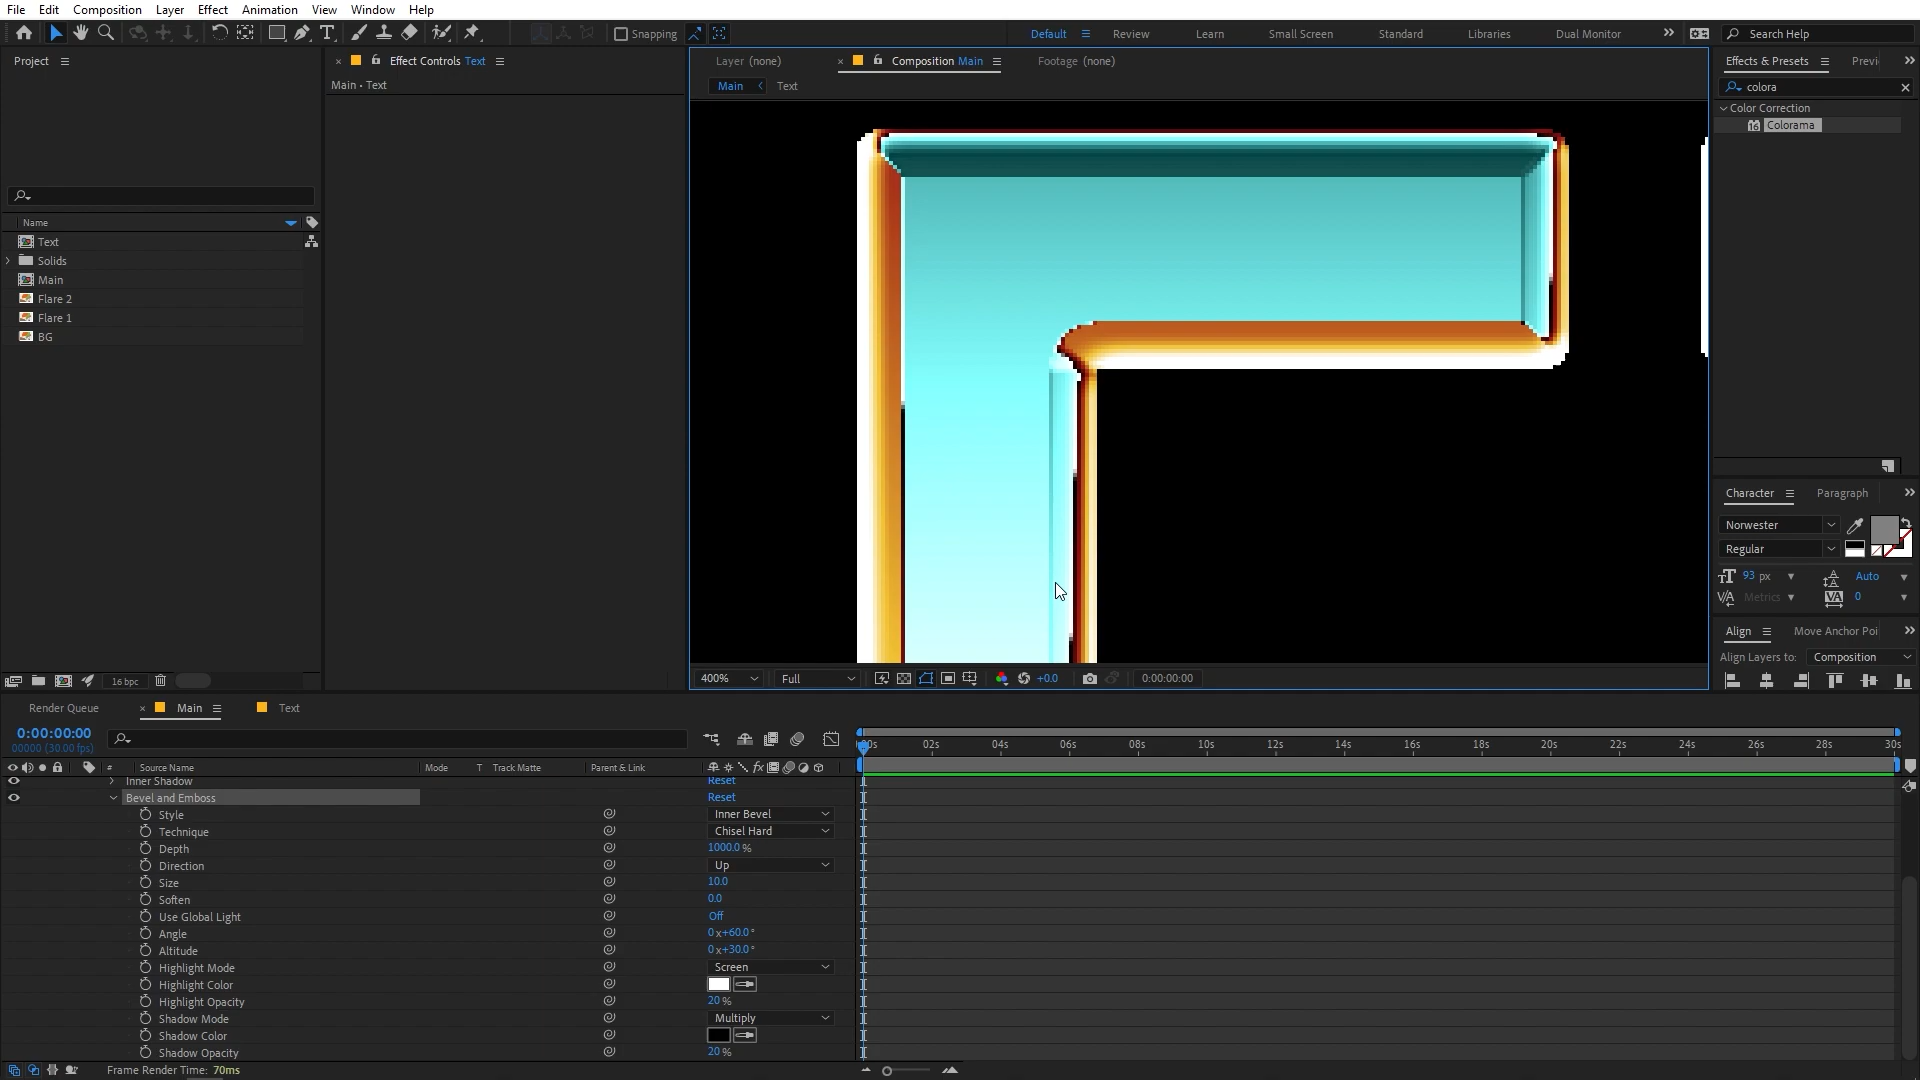 File Edit Composition Layer Effect Animation View Window Help
Snapping
Default Review Learn Small Screen Standard Libraries Dual Monitor Search Help
Project
Effect Controls Text
Layer (none)
Composition Main
Footage (none)
Effects & Presets
Previ
Main • Text
Main
Text
colora
Color Correction
16 Colorama
Name
Text
Solids
Main
Flare 2
Flare 1
BG
Character
Paragraph
Norwester
Regular
93 px
Auto
Metrics
0
Align
Move Anchor Poi
Align Layers to: Composition
16 bpc
400%
Full
+0.0
0:00:00:00
Render Queue
Main
Text
0:00:00:00
00000 (30.00 fps)
02s 04s 06s 08s 10s 12s 14s 16s 18s 20s 22s 24s 26s 28s 30s
# Source Name Mode T Track Matte Parent & Link
Inner Shadow Reset
Bevel and Emboss Reset
Style Inner Bevel
Technique Chisel Hard
Depth 1000.0 %
Direction Up
Size 10.0
Soften 0.0
Use Global Light Off
Angle 0 x+60.0 °
Altitude 0 x+30.0 °
Highlight Mode Screen
Highlight Color
Highlight Opacity 20 %
Shadow Mode Multiply
Shadow Color
Shadow Opacity 20 %
Frame Render Time: 70ms